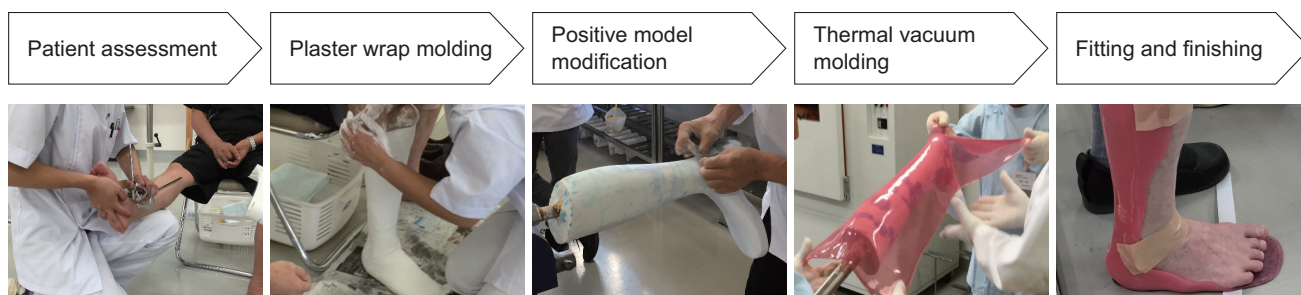 Patient assessment
Plaster wrap molding
Positive model
modification
Thermal vacuum
molding
Fitting and finishing